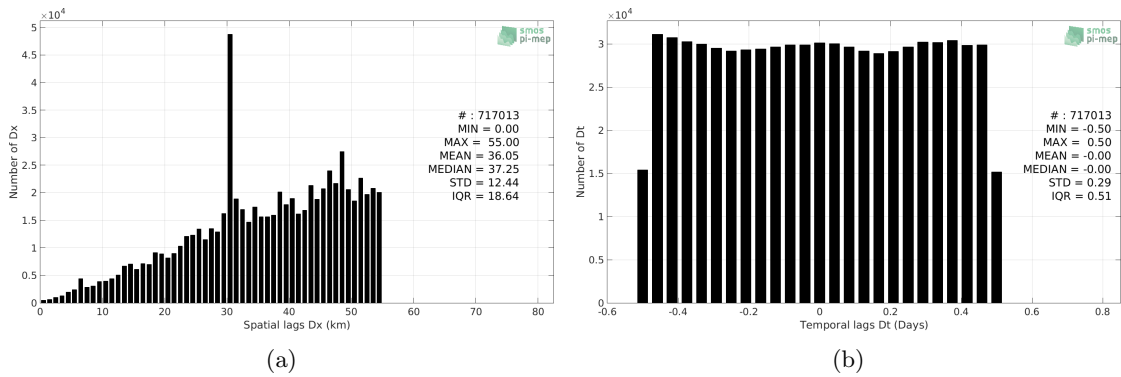 ×10⁴
5
4.5
4
3.5
3
2.5
2
1.5
1
0.5
0
Number of Dx
0 10 20 30 40 50 60 70 80
Spatial lags Dx (km)
smos
pi-mep
# : 717013
MIN = 0.00
MAX = 55.00
MEAN = 36.05
MEDIAN = 37.25
STD = 12.44
IQR = 18.64
(a)
×10⁴
3
2.5
2
1.5
1
0.5
0
Number of Dt
-0.6 -0.4 -0.2 0 0.2 0.4 0.6 0.8
Temporal lags Dt (Days)
smos
pi-mep
# : 717013
MIN = -0.50
MAX = 0.50
MEAN = -0.00
MEDIAN = -0.00
STD = 0.29
IQR = 0.51
(b)